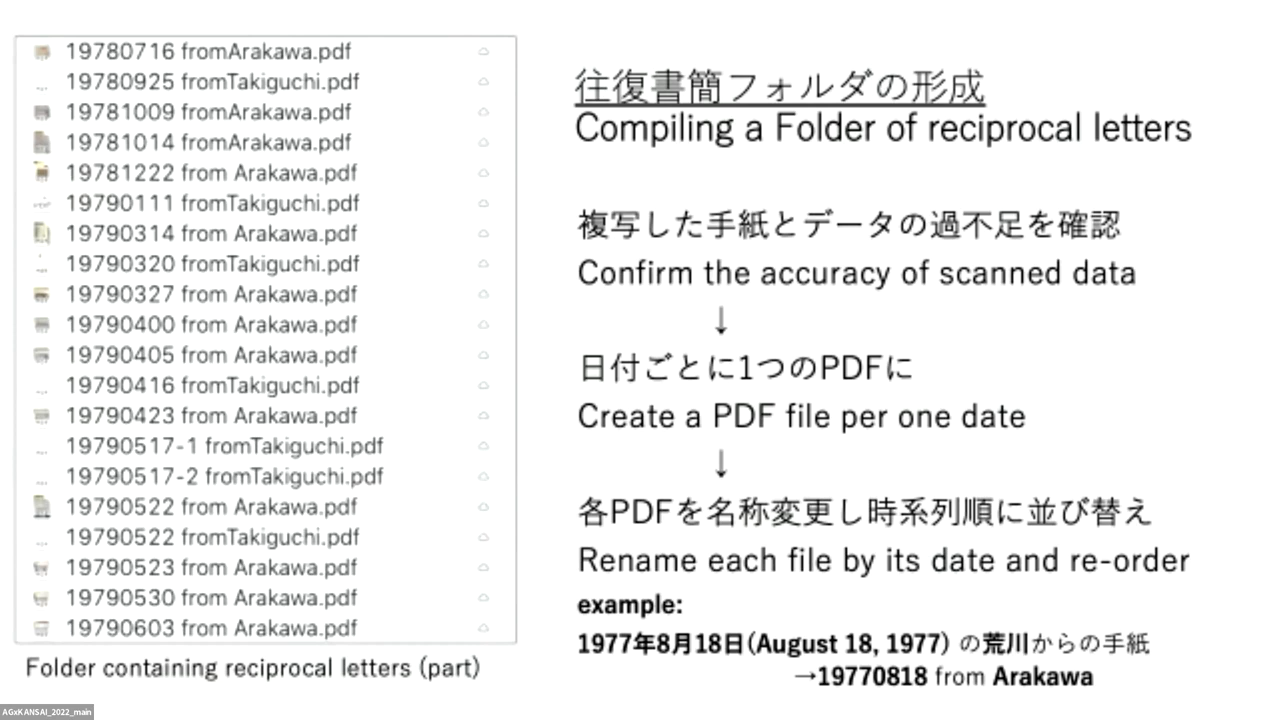 19780716 fromArakawa.pdf
19780925 fromTakiguchi.pdf
19781009 fromArakawa.pdf
19781014 fromArakawa.pdf
19781222 from Arakawa.pdf
19790111 fromTakiguchi.pdf
19790314 from Arakawa.pdf
19790320 fromTakiguchi.pdf
19790327 from Arakawa.pdf
19790400 from Arakawa.pdf
19790405 from Arakawa.pdf
19790416 fromTakiguchi.pdf
19790423 from Arakawa.pdf
19790517-1 fromTakiguchi.pdf
19790517-2 fromTakiguchi.pdf
19790522 from Arakawa.pdf
19790522 fromTakiguchi.pdf
19790523 from Arakawa.pdf
19790530 from Arakawa.pdf
19790603 from Arakawa.pdf
Folder containing reciprocal letters (part)
往復書簡フォルダの形成
Compiling a Folder of reciprocal letters
複写した手紙とデータの過不足を確認
Confirm the accuracy of scanned data
↓
日付ごとに1つのPDFに
Create a PDF file per one date
↓
各PDFを名称変更し時系列順に並び替え
Rename each file by its date and re-order
example:
1977年8月18日(August 18, 1977) の荒川からの手紙
→19770818 from Arakawa
AGxKANSAI_2022_main